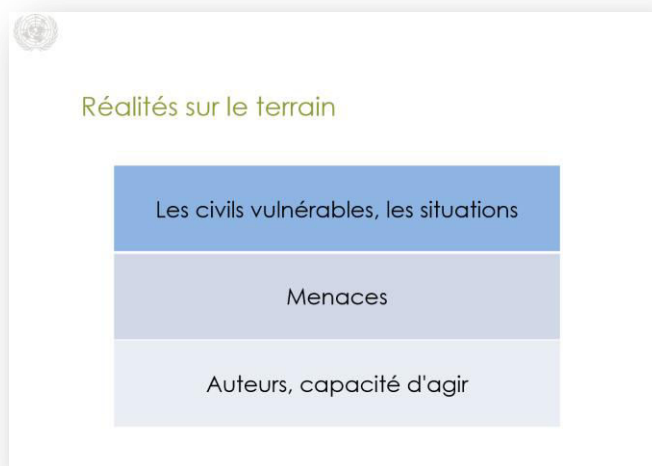 Réalités sur le terrain
Les civils vulnérables, les situations
Menaces
Auteurs, capacité d'agir